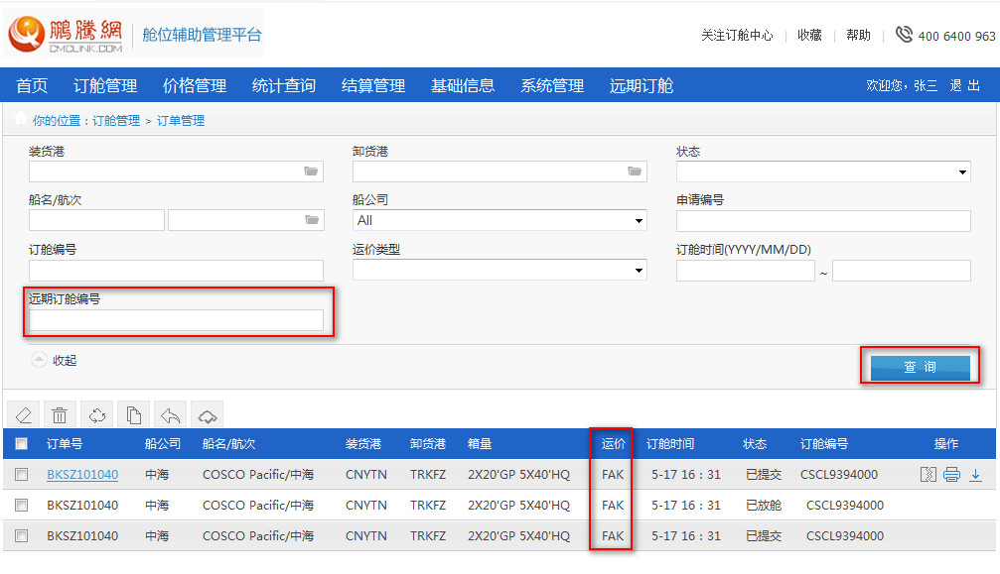 鹏腾網 CMCLINK.COM 舱位辅助管理平台 关注订舱中心 | 收藏 | 帮助 | 400 6400 963
首页 订舱管理 价格管理 统计查询 结算管理 基础信息 系统管理 远期订舱 欢迎您，张三 退 出
你的位置：订舱管理 > 订单管理
装货港 卸货港 状态
船名/航次 船公司 申请编号
All
订舱编号 运价类型 订舱时间(YYYY/MM/DD)
~
远期订舱编号
收起
查 询
订单号 船公司 船名/航次 装货港 卸货港 箱量 运价 订舱时间 状态 订舱编号 操作
BKSZ101040 中海 COSCO Pacific/中海 CNYTN TRKFZ 2X20'GP 5X40'HQ FAK 5-17 16：31 已提交 CSCL9394000
BKSZ101040 中海 COSCO Pacific/中海 CNYTN TRKFZ 2X20'GP 5X40'HQ FAK 5-17 16：31 已放舱 CSCL9394000
BKSZ101040 中海 COSCO Pacific/中海 CNYTN TRKFZ 2X20'GP 5X40'HQ FAK 5-17 16：31 已提交 CSCL9394000